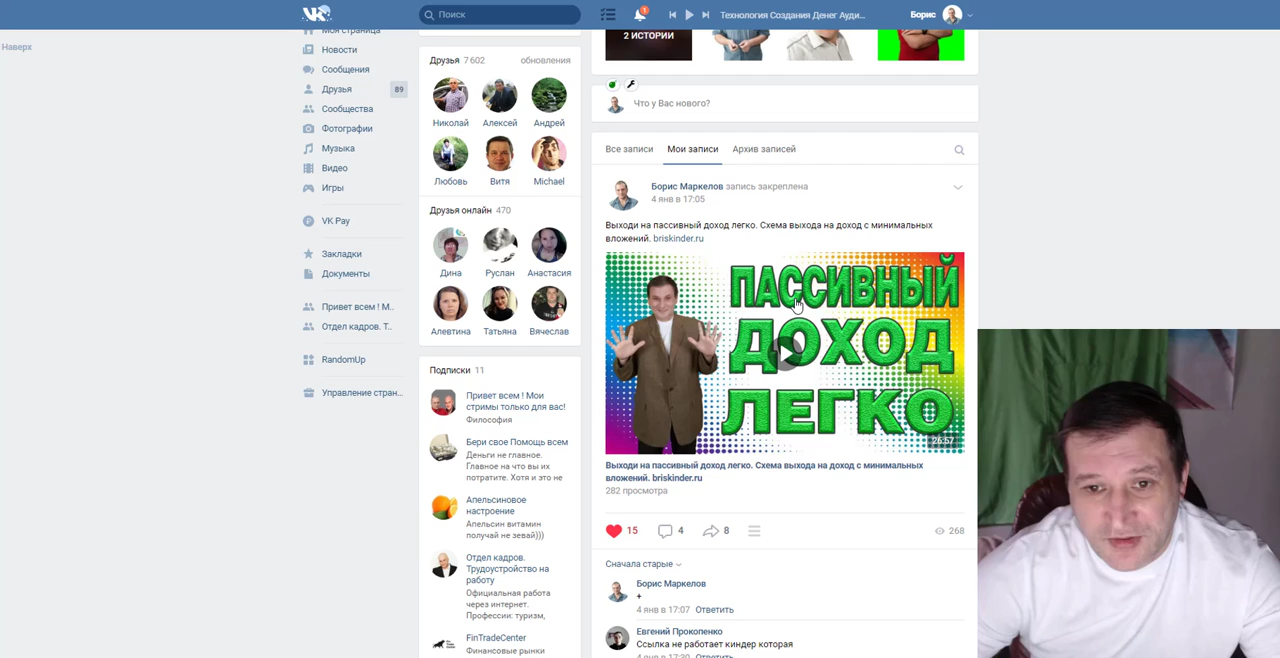 Поиск
1
Технология Создания Денег Ауди...
Борис
Наверх
Моя страница
Новости
Сообщения
Друзья
89
Сообщества
Фотографии
Музыка
Видео
Игры
VK Pay
Закладки
Документы
Привет всем ! М..
Отдел кадров. Т..
RandomUp
Управление стран...
Друзья 7 602
обновления
Николай
Алексей
Андрей
Любовь
Витя
Michael
Друзья онлайн 470
Дина
Руслан
Анастасия
Алевтина
Татьяна
Вячеслав
Подписки 11
Привет всем ! Мои
стримы только для вас!
Философия
Бери свое Помощь всем
Деньги не главное.
Главное на что вы их
потратите. Хотя и это не
Апельсиновое
настроение
Апельсин витамин
получай не зевай)))
Отдел кадров.
Трудоустройство на
работу
Официальная работа
через интернет.
Профессии: туризм,
FinTradeCenter
Финансовые рынки
2 ИСТОРИИ
Что у Вас нового?
Все записи
Мои записи
Архив записей
Борис Маркелов запись закреплена
4 янв в 17:05
Выходи на пассивный доход легко. Схема выхода на доход с минимальных
вложений. briskinder.ru
ПАССИВНЫЙ
ДОХОД
ЛЕГКО
26:57
Выходи на пассивный доход легко. Схема выхода на доход с минимальных
вложений. briskinder.ru
282 просмотра
15
4
8
268
Сначала старые
Борис Маркелов
+
4 янв в 17:07 Ответить
Евгений Прокопенко
Ссылка не работает киндер которая
4 янв в 17:30 Ответить